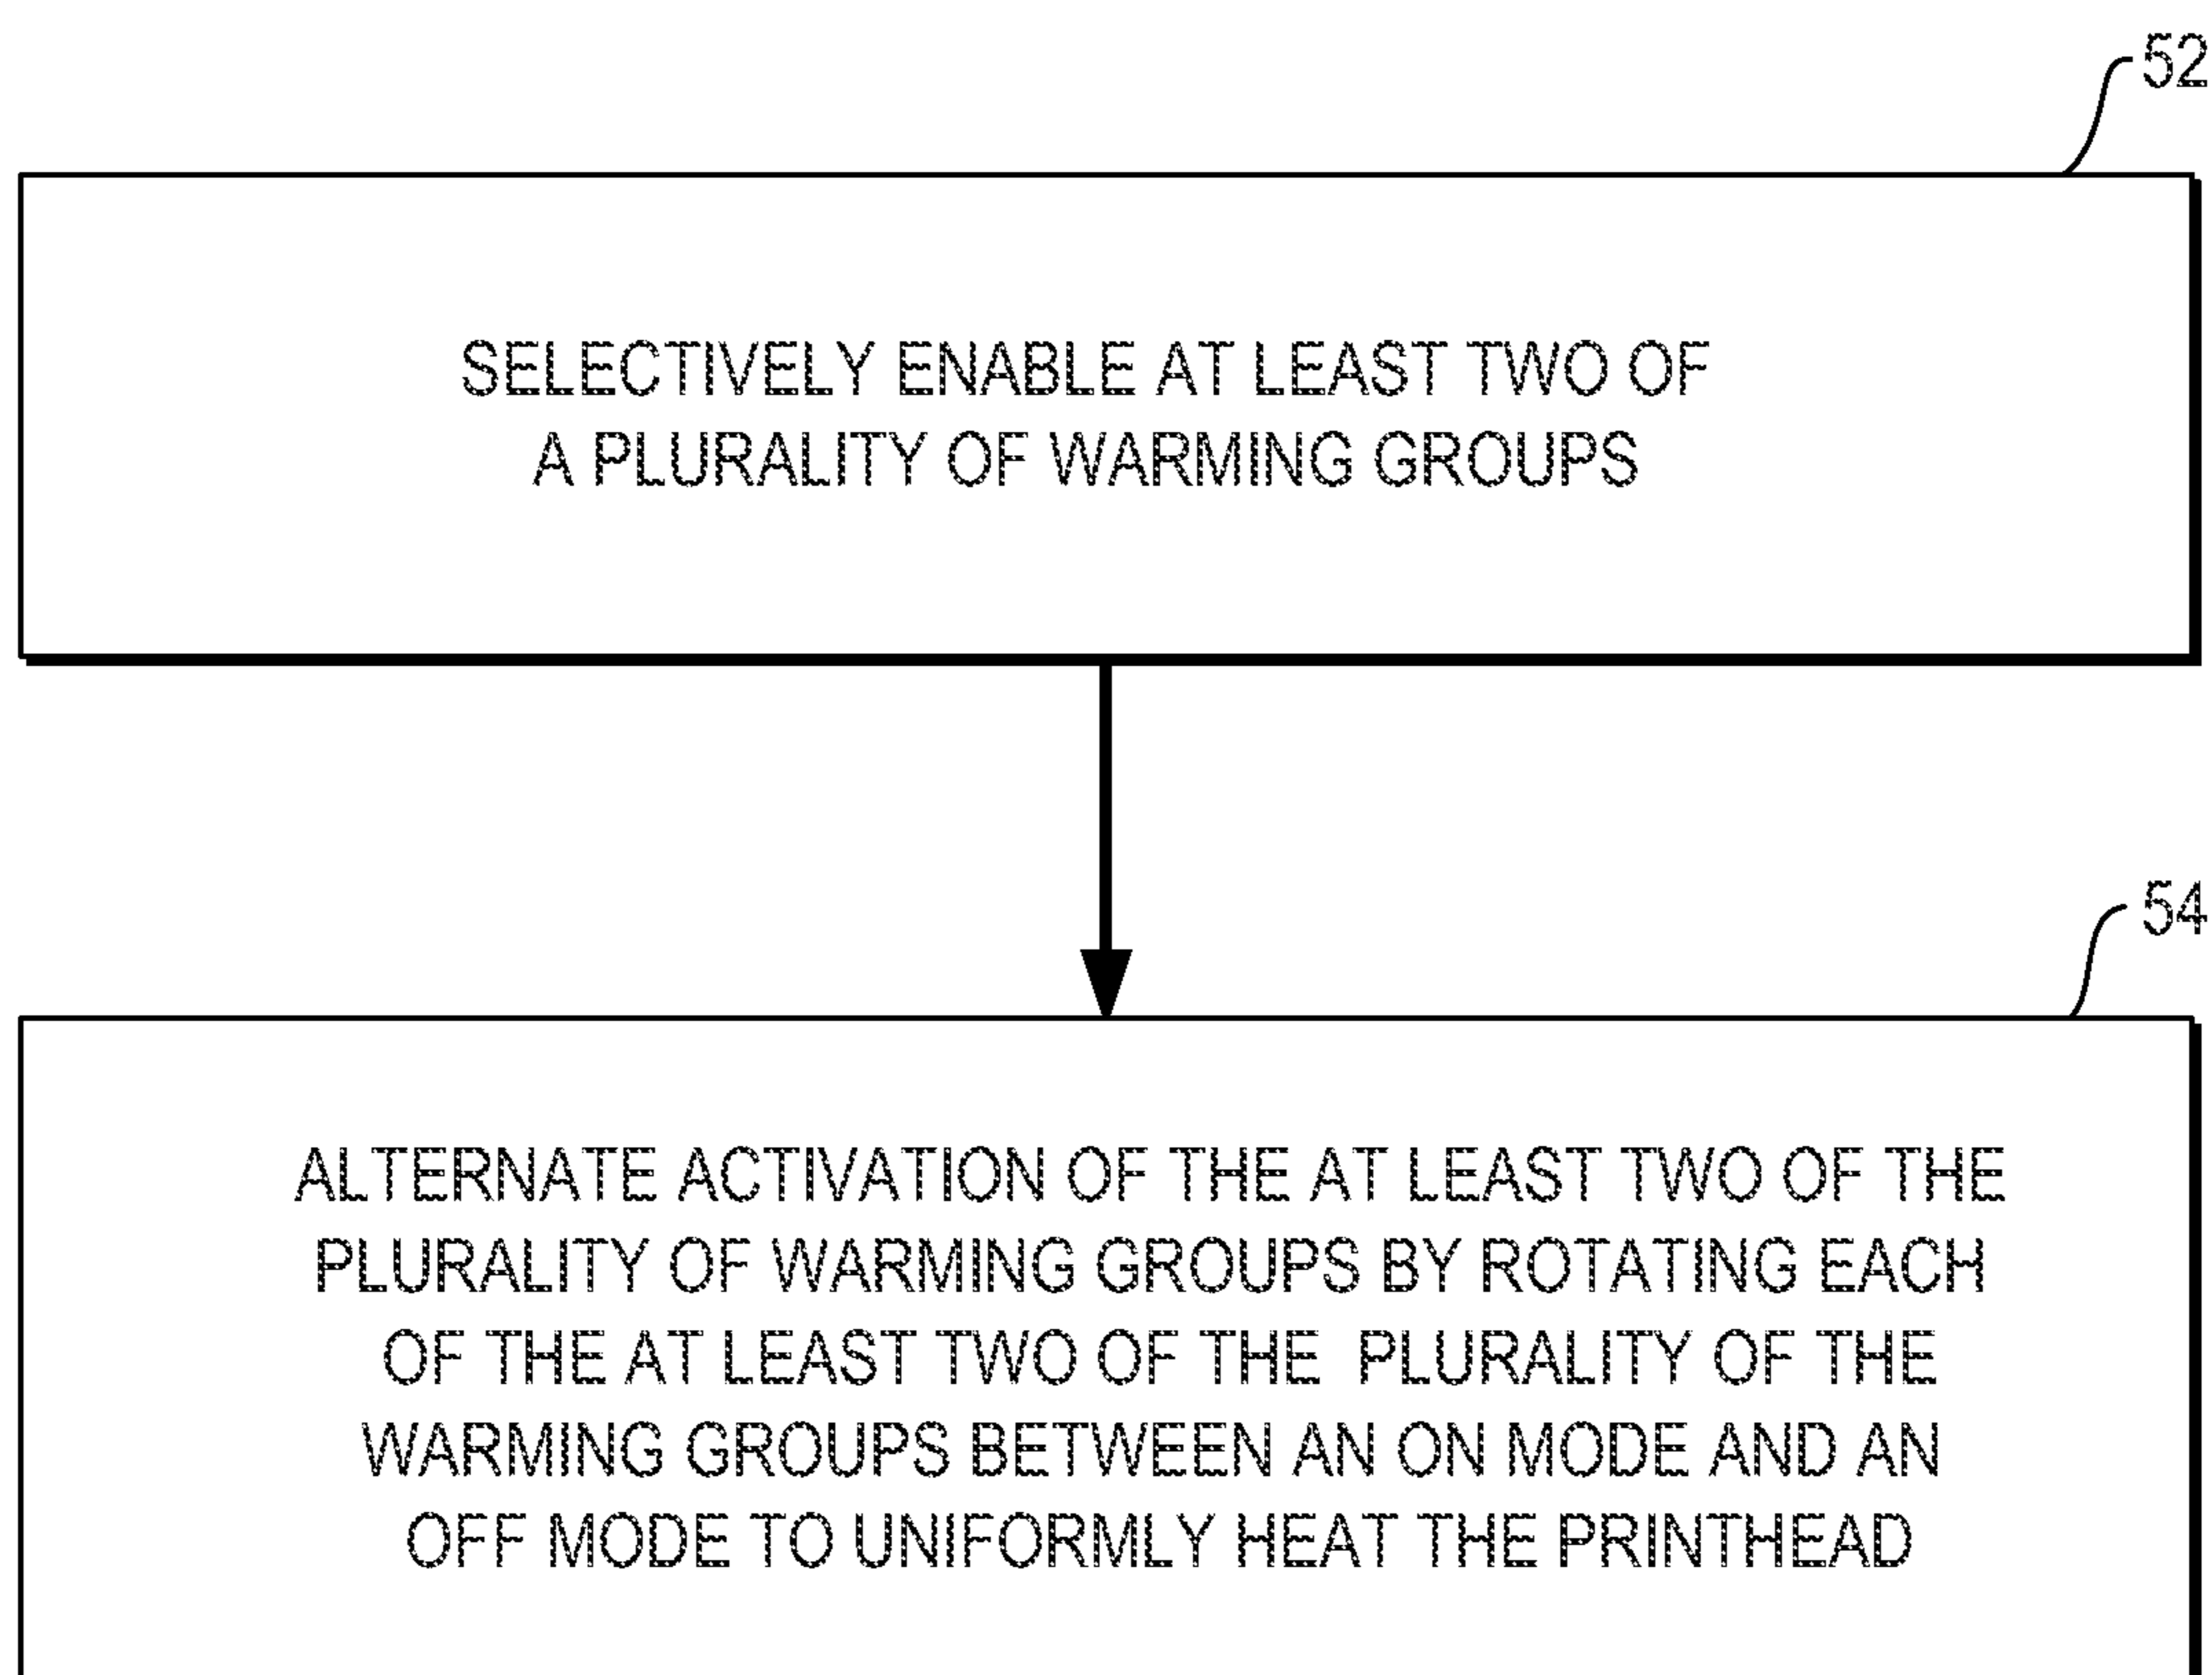 52
SELECTIVELY ENABLE AT LEAST TWO OF
A PLURALITY OF WARMING GROUPS
54
ALTERNATE ACTIVATION OF THE AT LEAST TWO OF THE
PLURALITY OF WARMING GROUPS BY ROTATING EACH
OF THE AT LEAST TWO OF THE PLURALITY OF THE
WARMING GROUPS BETWEEN AN ON MODE AND AN
OFF MODE TO UNIFORMLY HEAT THE PRINTHEAD